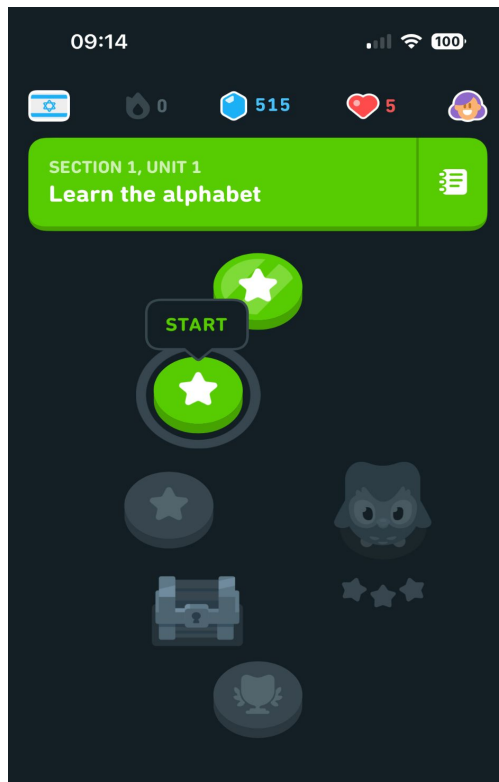 09:14
100
0
515
5
SECTION 1, UNIT 1
Learn the alphabet
START